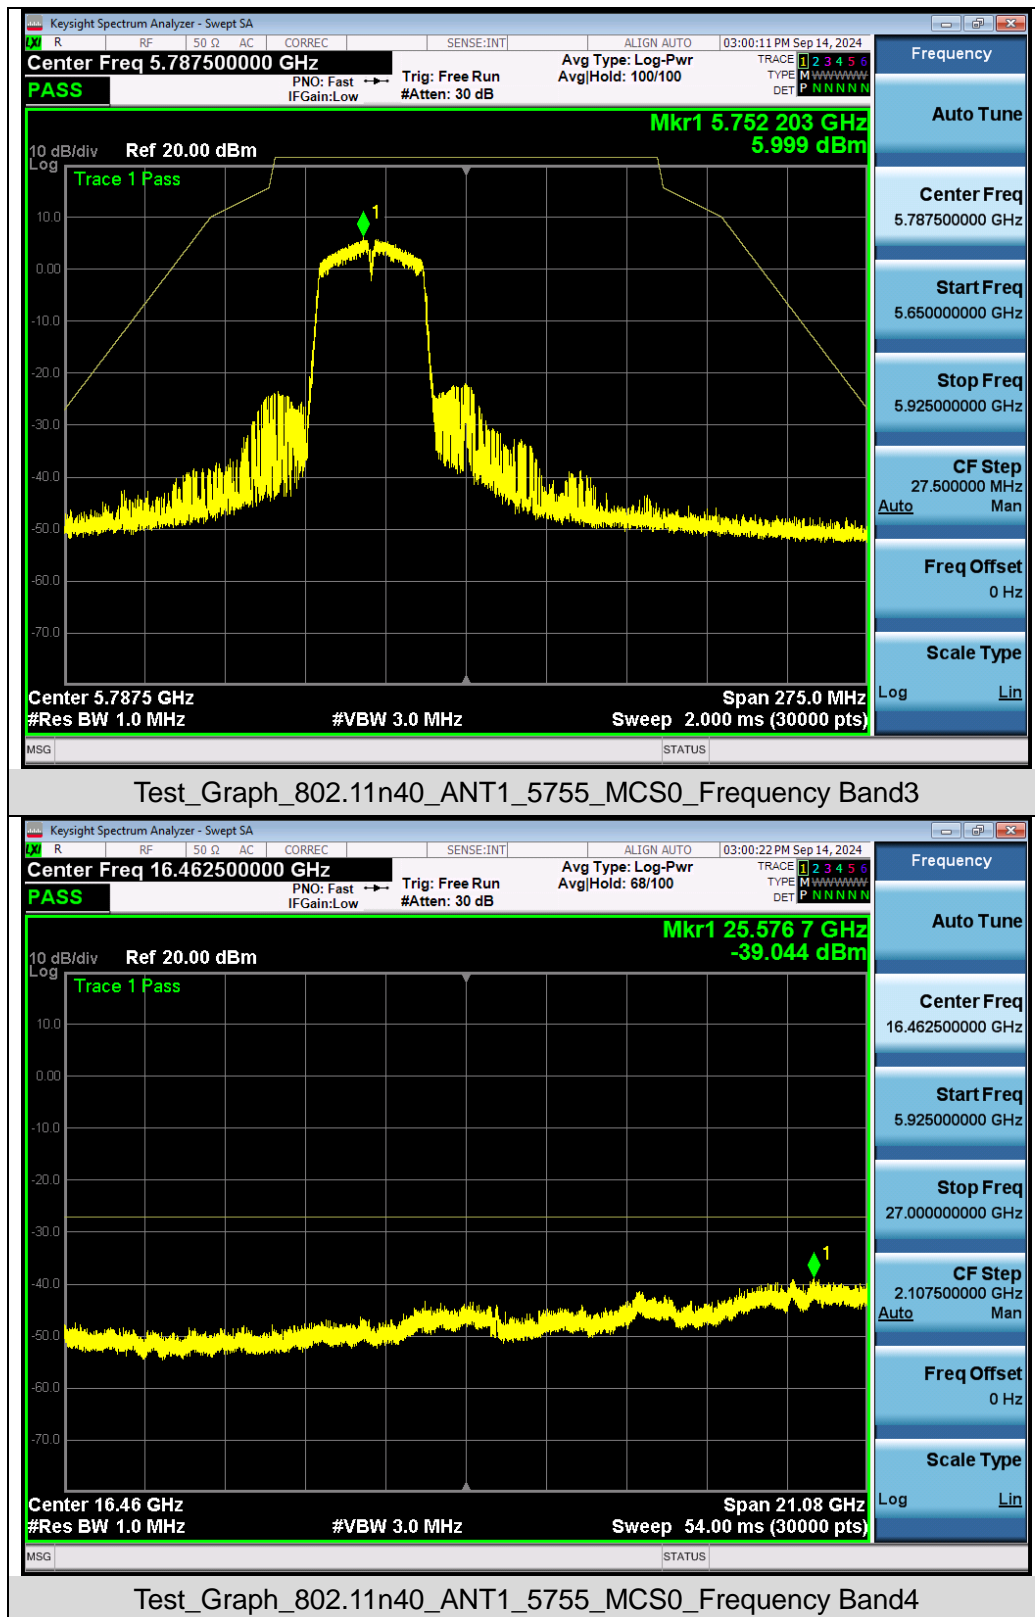 Keysight Spectrum Analyzer - Swept SA
LXI R RF 50 Ω AC CORREC SENSE:INT ALIGN AUTO 03:00:11 PM Sep 14, 2024
Center Freq 5.787500000 GHz
PNO: Fast
IFGain:Low
Trig: Free Run
#Atten: 30 dB
Avg Type: Log-Pwr
Avg|Hold: 100/100
TRACE 1 2 3 4 5 6
TYPE M WWWWW
DET P N N N N N
PASS
Mkr1 5.752 203 GHz
5.999 dBm
10 dB/div Ref 20.00 dBm
Log
Trace 1 Pass
1
10.0
0.00
-10.0
-20.0
-30.0
-40.0
-50.0
-60.0
-70.0
Center 5.7875 GHz Span 275.0 MHz
#Res BW 1.0 MHz #VBW 3.0 MHz Sweep 2.000 ms (30000 pts)
MSG STATUS
Frequency
Auto Tune
Center Freq
5.787500000 GHz
Start Freq
5.650000000 GHz
Stop Freq
5.925000000 GHz
CF Step
27.500000 MHz
Auto Man
Freq Offset
0 Hz
Scale Type
Log Lin
Test_Graph_802.11n40_ANT1_5755_MCS0_Frequency Band3
Keysight Spectrum Analyzer - Swept SA
LXI R RF 50 Ω AC CORREC SENSE:INT ALIGN AUTO 03:00:22 PM Sep 14, 2024
Center Freq 16.462500000 GHz
PNO: Fast
IFGain:Low
Trig: Free Run
#Atten: 30 dB
Avg Type: Log-Pwr
Avg|Hold: 68/100
TRACE 1 2 3 4 5 6
TYPE M WWWWW
DET P N N N N N
PASS
Mkr1 25.576 7 GHz
-39.044 dBm
10 dB/div Ref 20.00 dBm
Log
Trace 1 Pass
1
10.0
0.00
-10.0
-20.0
-30.0
-40.0
-50.0
-60.0
-70.0
Center 16.46 GHz Span 21.08 GHz
#Res BW 1.0 MHz #VBW 3.0 MHz Sweep 54.00 ms (30000 pts)
MSG STATUS
Frequency
Auto Tune
Center Freq
16.462500000 GHz
Start Freq
5.925000000 GHz
Stop Freq
27.000000000 GHz
CF Step
2.107500000 GHz
Auto Man
Freq Offset
0 Hz
Scale Type
Log Lin
Test_Graph_802.11n40_ANT1_5755_MCS0_Frequency Band4